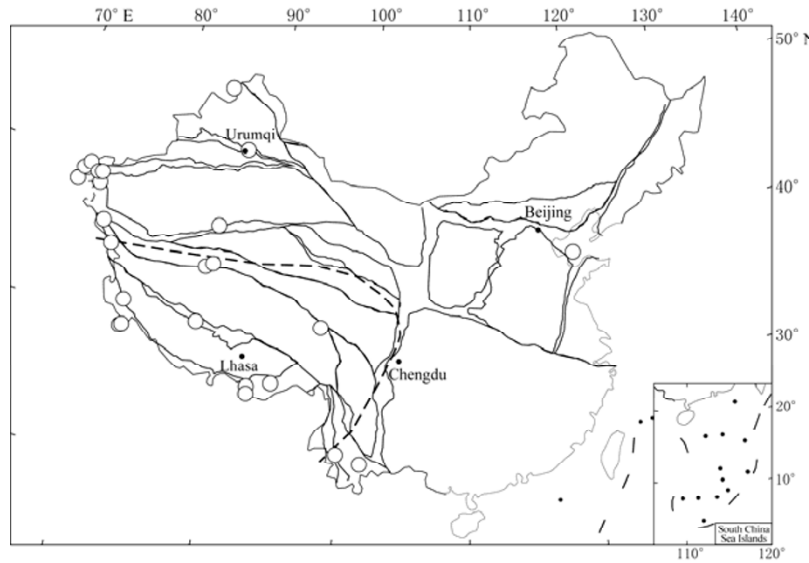 70° E 80° 90° 100° 110° 120° 130° 140°
50° N
Urumqi
40°
Beijing
30°
Lhasa
Chengdu
20°
10°
South China
Sea Islands
110° 120°